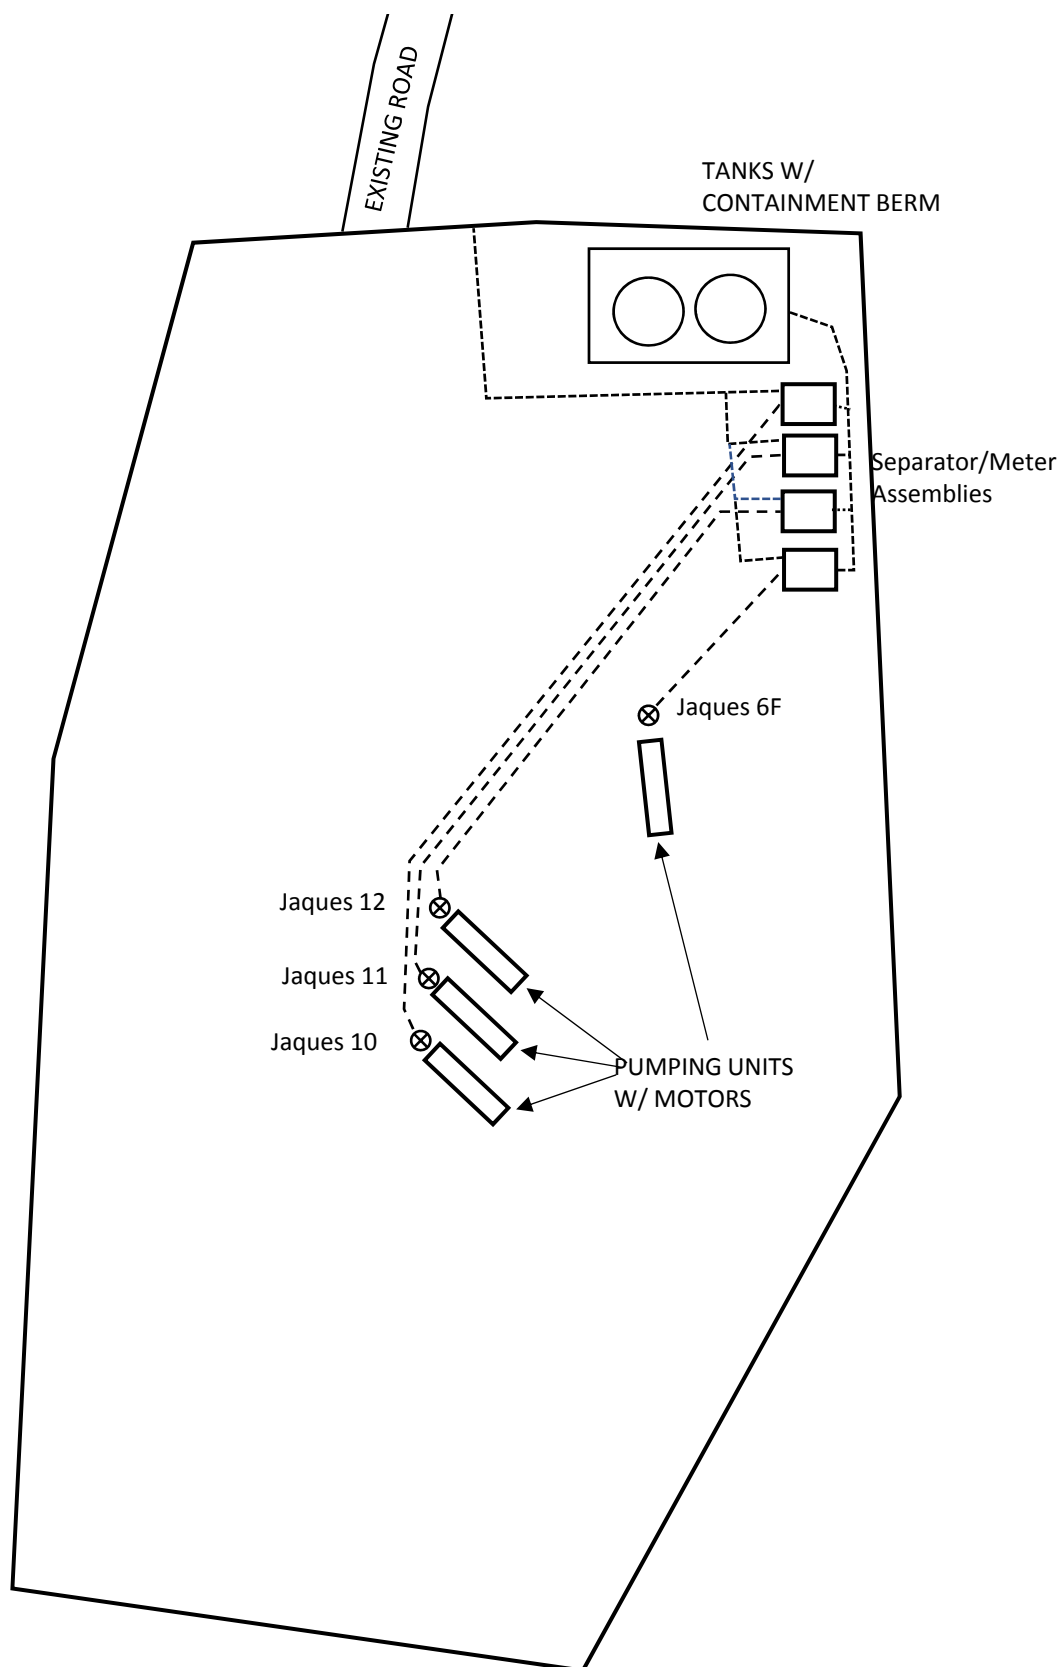 EXISTING ROAD
TANKS W/
CONTAINMENT BERM
Separator/Meter
Assemblies
Jaques 6F
Jaques 12
Jaques 11
Jaques 10
PUMPING UNITS
W/ MOTORS